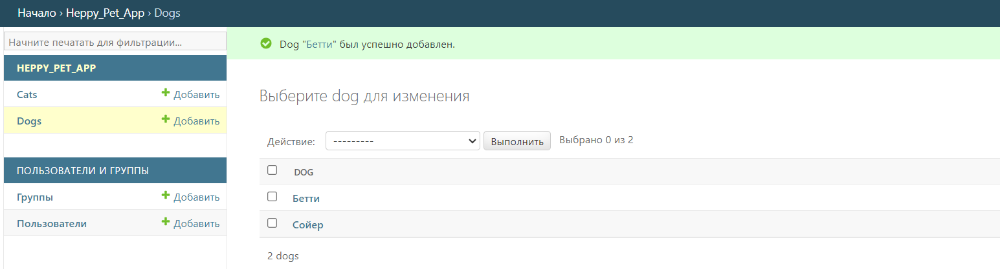 Начало › Heppy_Pet_App › Dogs
Начните печатать для фильтрации...
HEPPY_PET_APP
Cats Добавить
Dogs Добавить
ПОЛЬЗОВАТЕЛИ И ГРУППЫ
Группы Добавить
Пользователи Добавить
Dog "Бетти" был успешно добавлен.
Выберите dog для изменения
Действие: --------- Выполнить Выбрано 0 из 2
DOG
Бетти
Сойер
2 dogs